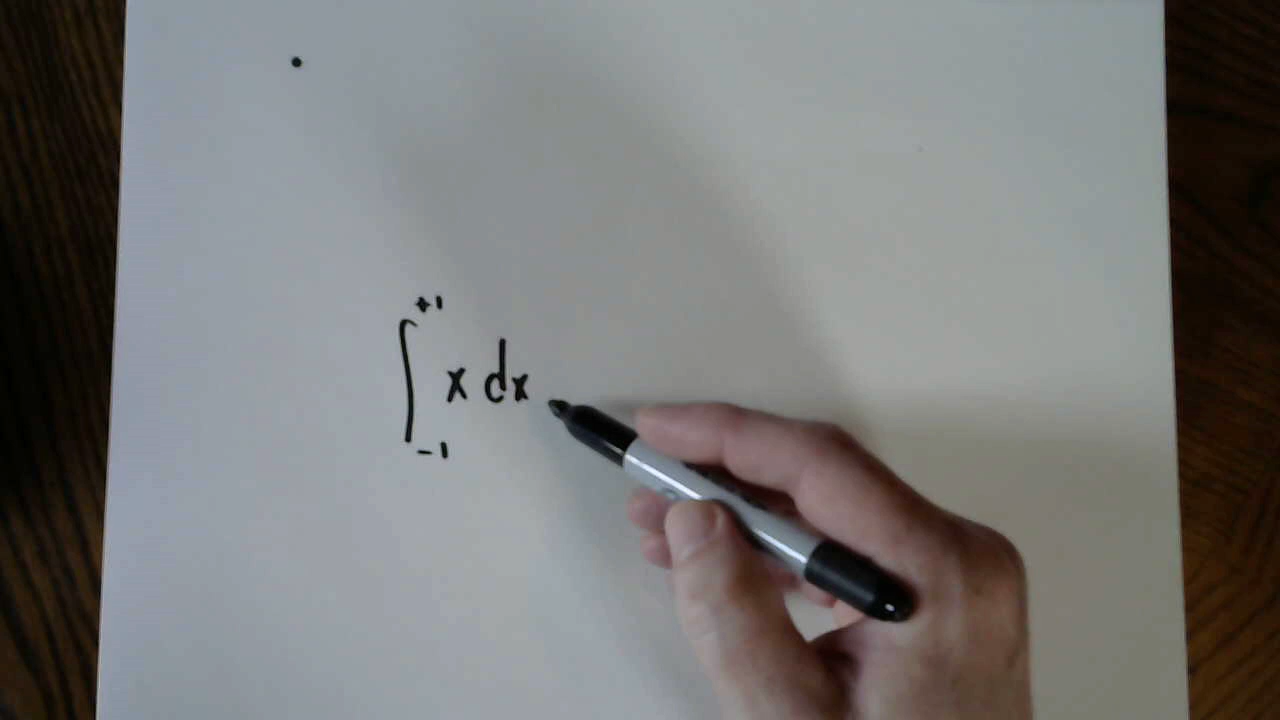 ∫_{-1}^{+1} x dx